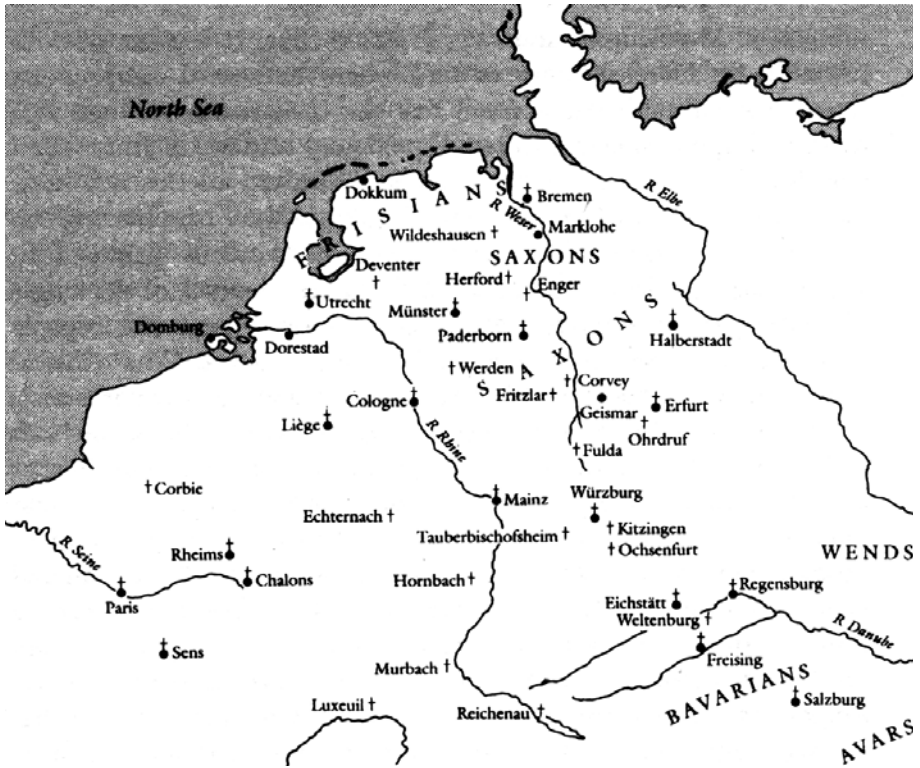 North Sea
Dokkum
FRISIANS
Bremen
R Elbe
R Weser
Marklohe
Wildeshausen
SAXONS
Deventer
Herford
Enger
Utrecht
Münster
SAXONS
Domburg
Dorestad
Paderborn
Halberstadt
Werden
Corvey
Fritzlar
Cologne
Geismar
Erfurt
Liège
Ohrdruf
R Rhine
Fulda
Corbie
Mainz
Würzburg
Echternach
Kitzingen
Tauberbischofsheim
Ochsenfurt
R Seine
Rheims
WENDS
Chalons
Hornbach
Regensburg
Paris
Eichstätt
Weltenburg
R Danube
Sens
Freising
Murbach
BAVARIANS
Luxeuil
Reichenau
Salzburg
AVARS